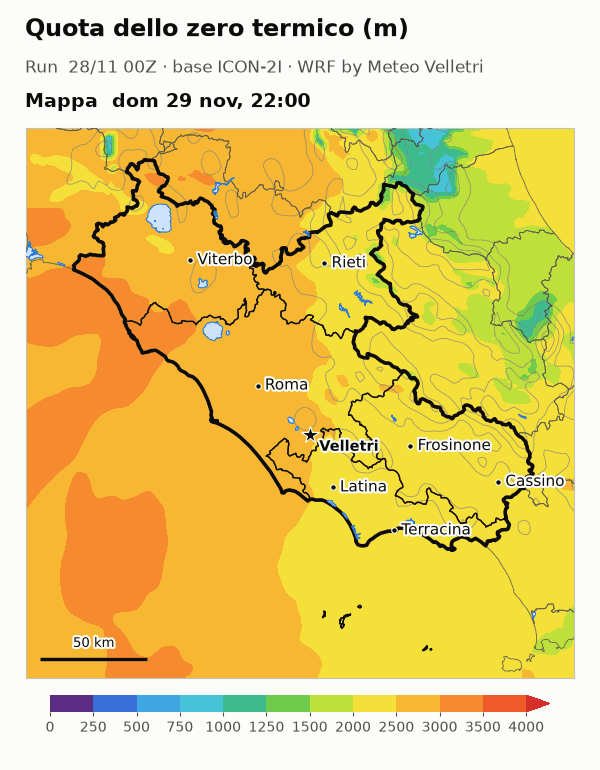 Quota dello zero termico (m)
Run 28/11 00Z · base ICON-2I · WRF by Meteo Velletri
Mappa dom 29 nov, 22:00
Viterbo
Rieti
Roma
Velletri
Frosinone
Latina
Cassino
Terracina
50 km
0 250 500 750 1000 1250 1500 2000 2500 3000 3500 4000